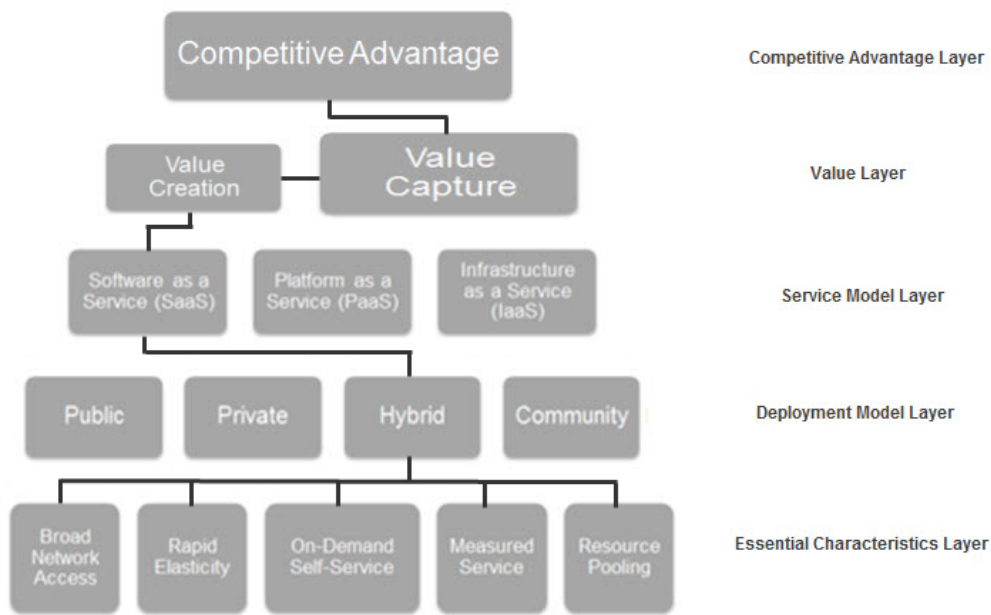 Competitive Advantage
Competitive Advantage Layer
Value
Creation
Value
Capture
Value Layer
Software as a
Service (SaaS)
Platform as a
Service (PaaS)
Infrastructure
as a Service
(IaaS)
Service Model Layer
Public
Private
Hybrid
Community
Deployment Model Layer
Broad
Network
Access
Rapid
Elasticity
On-Demand
Self-Service
Measured
Service
Resource
Pooling
Essential Characteristics Layer